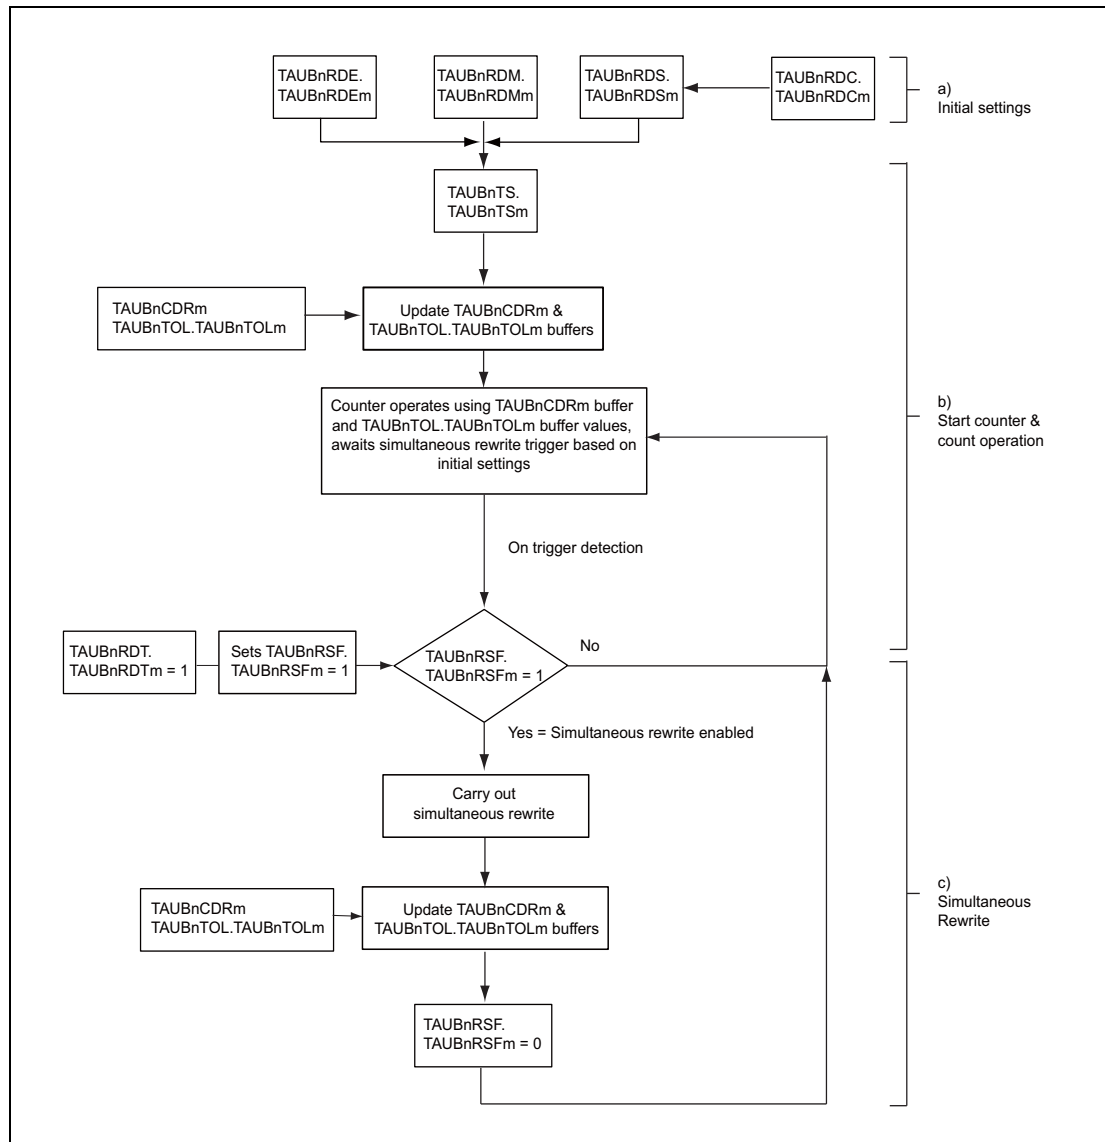 TAUBnRDE.
TAUBnRDEm
TAUBnRDM.
TAUBnRDMm
TAUBnRDS.
TAUBnRDSm
TAUBnRDC.
TAUBnRDCm
a)
Initial settings
TAUBnTS.
TAUBnTSm
TAUBnCDRm
TAUBnTOL.TAUBnTOLm
Update TAUBnCDRm &
TAUBnTOL.TAUBnTOLm buffers
Counter operates using TAUBnCDRm buffer
and TAUBnTOL.TAUBnTOLm buffer values,
awaits simultaneous rewrite trigger based on
initial settings
b)
Start counter &
count operation
On trigger detection
TAUBnRDT.
TAUBnRDTm = 1
Sets TAUBnRSF.
TAUBnRSFm = 1
TAUBnRSF.
TAUBnRSFm = 1
No
Yes = Simultaneous rewrite enabled
Carry out
simultaneous rewrite
TAUBnCDRm
TAUBnTOL.TAUBnTOLm
Update TAUBnCDRm &
TAUBnTOL.TAUBnTOLm buffers
c)
Simultaneous
Rewrite
TAUBnRSF.
TAUBnRSFm = 0